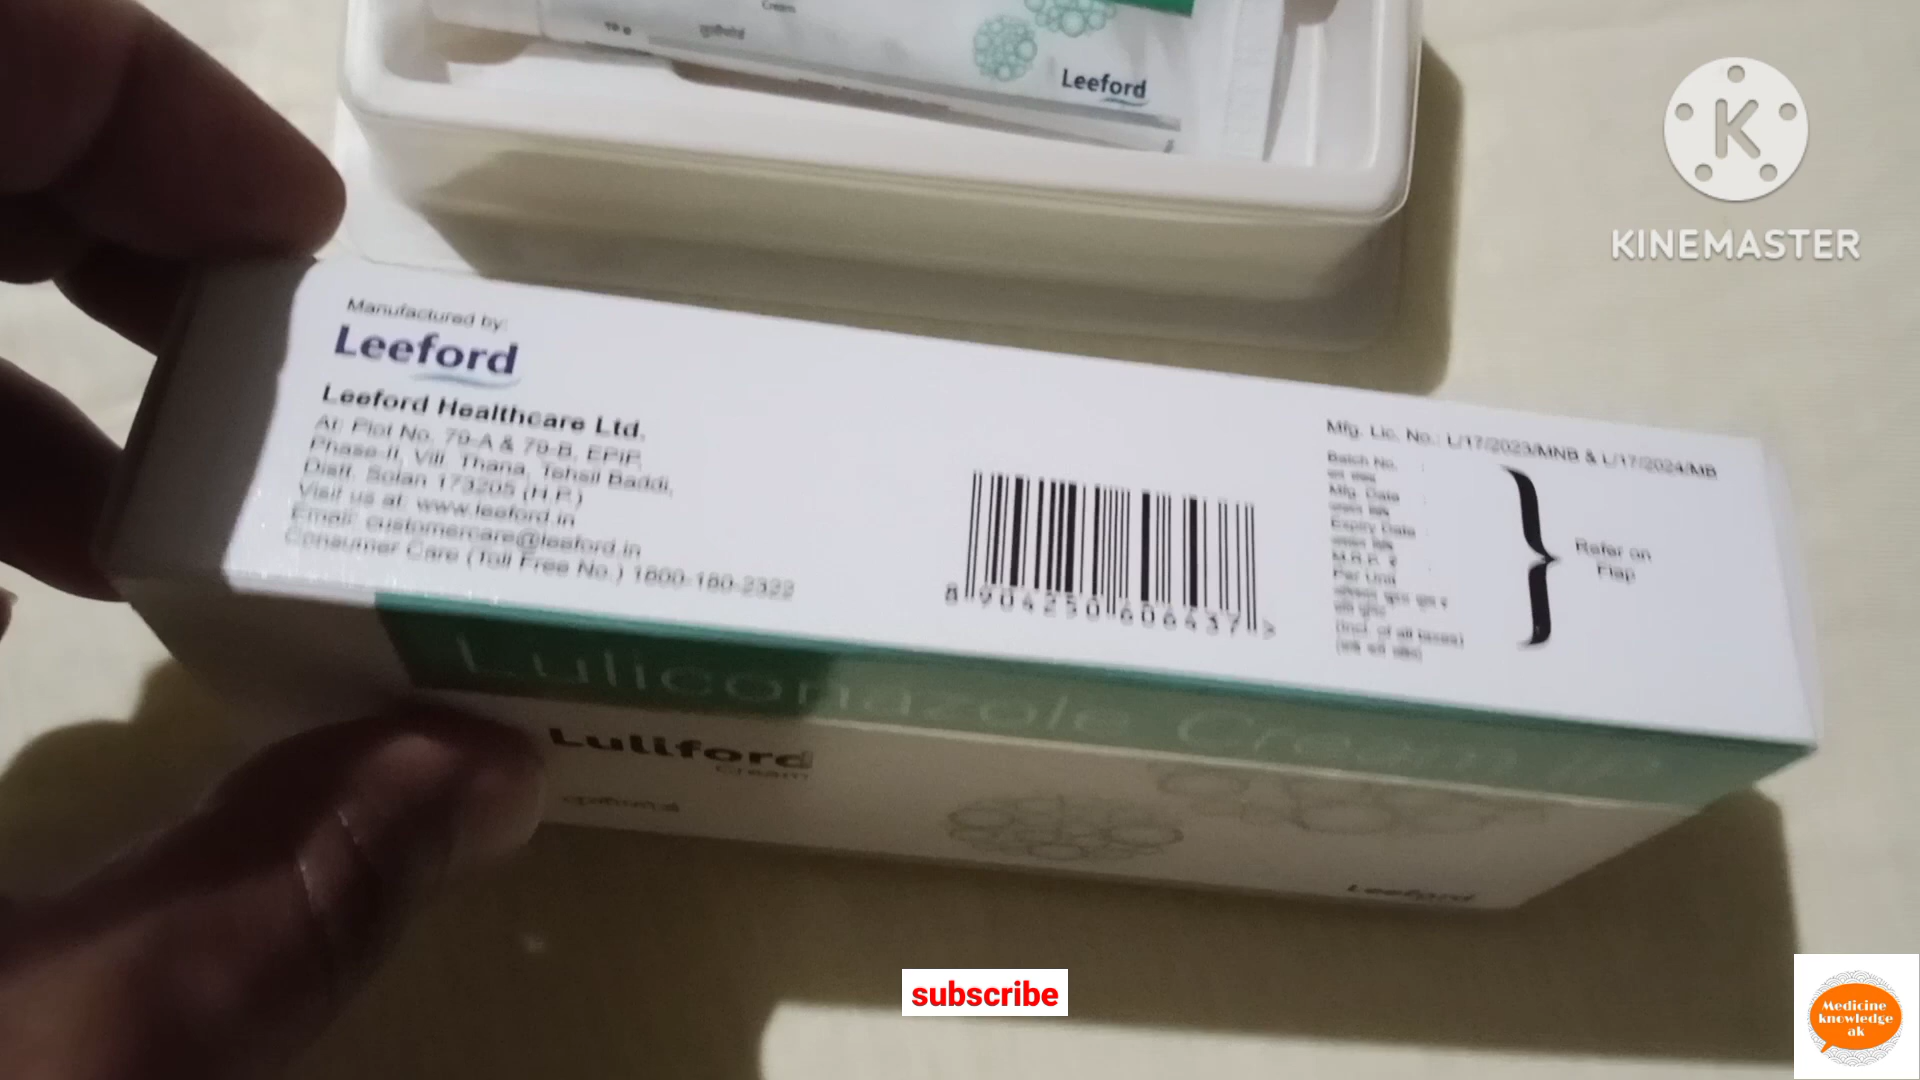 Cream
10 g
Leeford
KINEMASTER
Manufactured by:
Leeford
Leeford Healthcare Ltd.
At: Plot No. 79-A & 79-B, EPIP,
Phase-II, Vill. Thana, Tehsil Baddi,
Distt. Solan 173205 (H.P.)
Visit us at: www.leeford.in
Email: customercare@leeford.in
Consumer Care (Toll Free No.) 1800-180-2322
8 904250 606437 >
Mfg. Lic. No.: L/17/2023/MNB & L/17/2024/MB
Batch No.
Mfg. Date
Expiry Date
M.R.P. ₹
Per Unit
(Incl. of all taxes)
Refer on
Flap
Luliconazole Cream IP
Luliford
Cream
Leeford
subscribe
Medicine
knowledge
ak